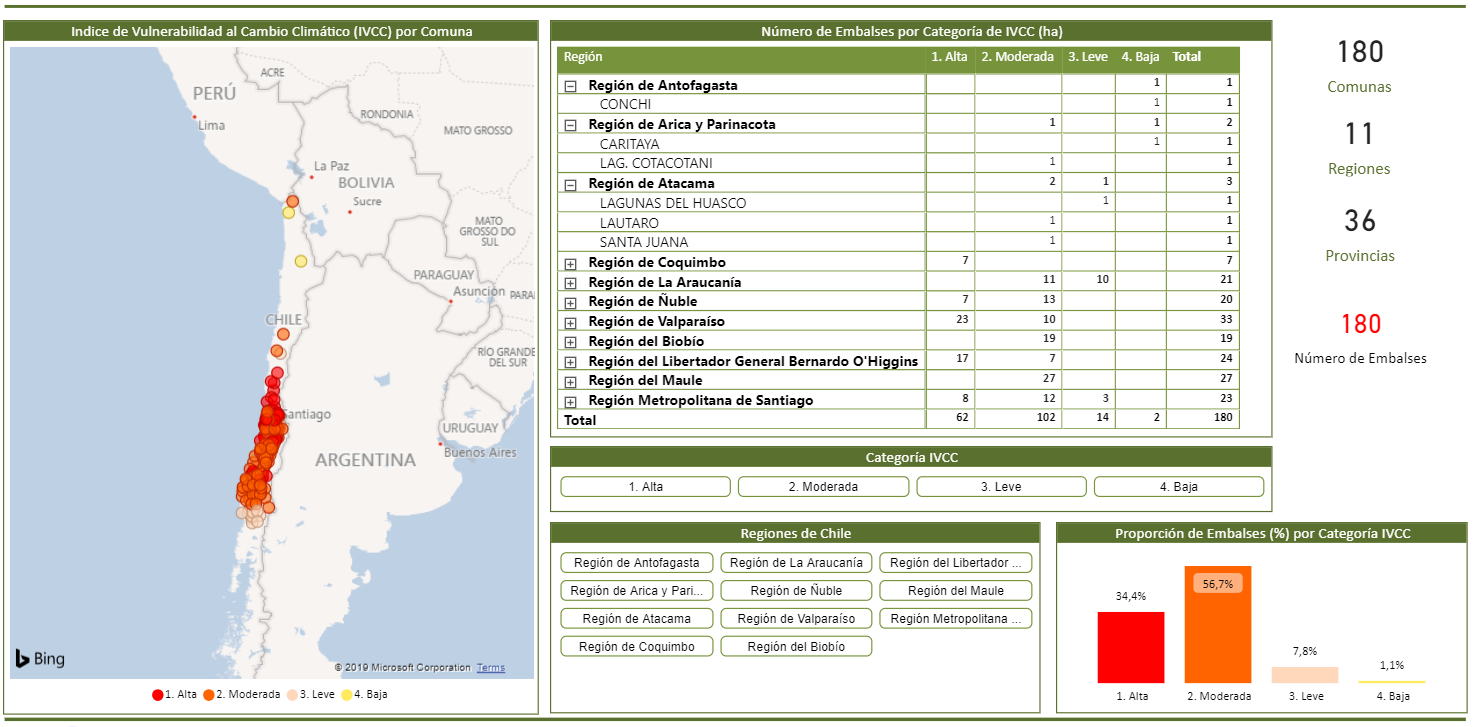 Indice de Vulnerabilidad al Cambio Climático (IVCC) por Comuna
ACRE
PERÚ
RONDONIA
Lima
MATO GROSSO
La Paz
BOLIVIA
Sucre
MATO
GROSSO DO
SUL
PARAGUAY
Asunción
PARA
CHILE
RÍO GRANDE
DEL SUR
Santiago
URUGUAY
Buenos Aires
ARGENTINA
Bing
© 2019 Microsoft Corporation Terms
1. Alta 2. Moderada 3. Leve 4. Baja
Número de Embalses por Categoría de IVCC (ha)
Región 1. Alta 2. Moderada 3. Leve 4. Baja Total
Región de Antofagasta 1 1
CONCHI 1 1
Región de Arica y Parinacota 1 1 2
CARITAYA 1 1
LAG. COTACOTANI 1 1
Región de Atacama 2 1 3
LAGUNAS DEL HUASCO 1 1
LAUTARO 1 1
SANTA JUANA 1 1
Región de Coquimbo 7 7
Región de La Araucanía 11 10 21
Región de Ñuble 7 13 20
Región de Valparaíso 23 10 33
Región del Biobío 19 19
Región del Libertador General Bernardo O'Higgins 17 7 24
Región del Maule 27 27
Región Metropolitana de Santiago 8 12 3 23
Total 62 102 14 2 180
180
Comunas
11
Regiones
36
Provincias
180
Número de Embalses
Categoría IVCC
1. Alta 2. Moderada 3. Leve 4. Baja
Regiones de Chile
Región de Antofagasta Región de La Araucanía Región del Libertador ...
Región de Arica y Pari... Región de Ñuble Región del Maule
Región de Atacama Región de Valparaíso Región Metropolitana ...
Región de Coquimbo Región del Biobío
Proporción de Embalses (%) por Categoría IVCC
34,4% 56,7% 7,8% 1,1%
1. Alta 2. Moderada 3. Leve 4. Baja